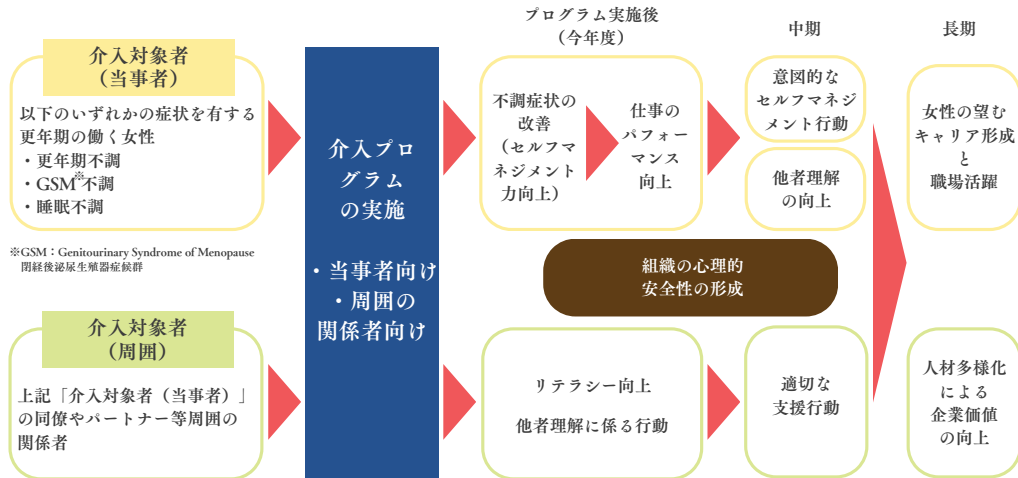 プログラム実施後
（今年度）
中期
長期
介入対象者
（当事者）
以下のいずれかの症状を有する
更年期の働く女性
・更年期不調
・GSM※不調
・睡眠不調
※GSM：Genitourinary Syndrome of Menopause
閉経後泌尿生殖器症候群
介入プロ
グラム
の実施
・当事者向け
・周囲の
関係者向け
不調症状の
改善
（セルフマ
ネジメント
力向上）
仕事の
パフォー
マンス
向上
意図的な
セルフマネジ
メント行動
他者理解
の向上
女性の望む
キャリア形成
と
職場活躍
組織の心理的
安全性の形成
介入対象者
（周囲）
上記「介入対象者（当事者）」
の同僚やパートナー等周囲の
関係者
リテラシー向上
他者理解に係る行動
適切な
支援行動
人材多様化
による
企業価値
の向上